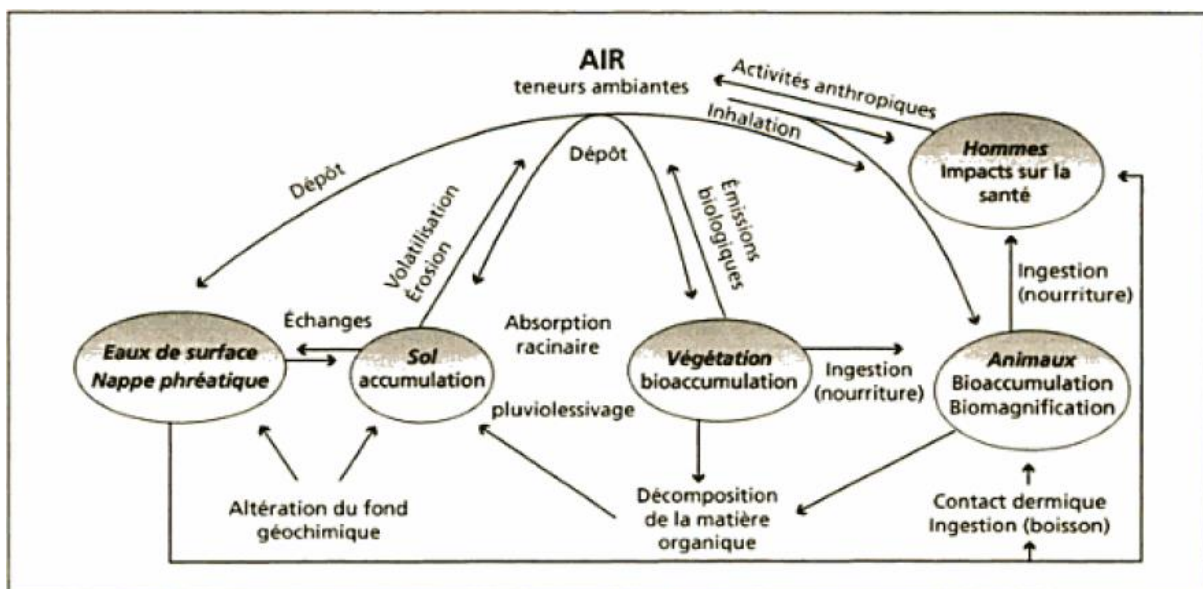 AIR
teneurs ambiantes
Activités anthropiques
Inhalation
Hommes
Impacts sur la
santé
Dépôt
Dépôt
Volatilisation
Érosion
Émissions
biologiques
Ingestion
(nourriture)
Échanges
Absorption
racinaire
Eaux de surface
Nappe phréatique
Sol
accumulation
Végétation
bioaccumulation
Ingestion
(nourriture)
Animaux
Bioaccumulation
Biomagnification
pluviolessivage
Altération du fond
géochimique
Décomposition
de la matière
organique
Contact dermique
Ingestion (boisson)